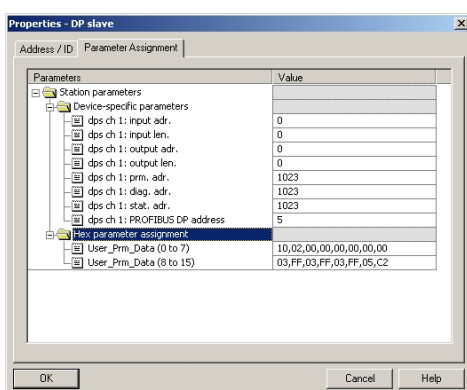 Properties - DP slave
Address / ID Parameter Assignment
Parameters Value
Station parameters
Device-specific parameters
dps ch 1: input adr. 0
dps ch 1: input len. 0
dps ch 1: output adr. 0
dps ch 1: output len. 0
dps ch 1: prm. adr. 1023
dps ch 1: diag. adr. 1023
dps ch 1: stat. adr. 1023
dps ch 1: PROFIBUS DP address 5
Hex parameter assignment
User_Prm_Data (0 to 7) 10,02,00,00,00,00,00,00
User_Prm_Data (8 to 15) 03,FF,03,FF,03,FF,05,C2
OK Cancel Help